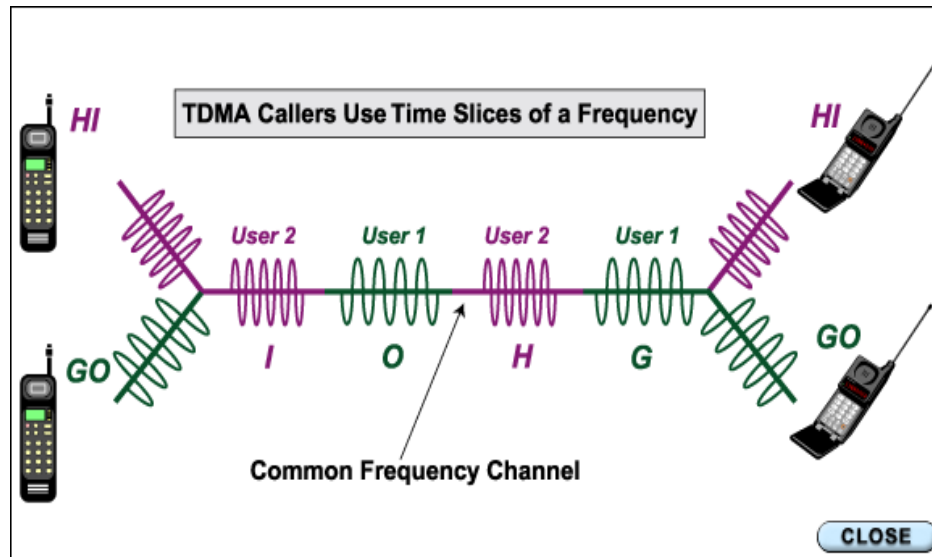 HI
TDMA Callers Use Time Slices of a Frequency
HI
User 2 User 1 User 2 User 1
GO
I O H G
GO
Common Frequency Channel
CLOSE